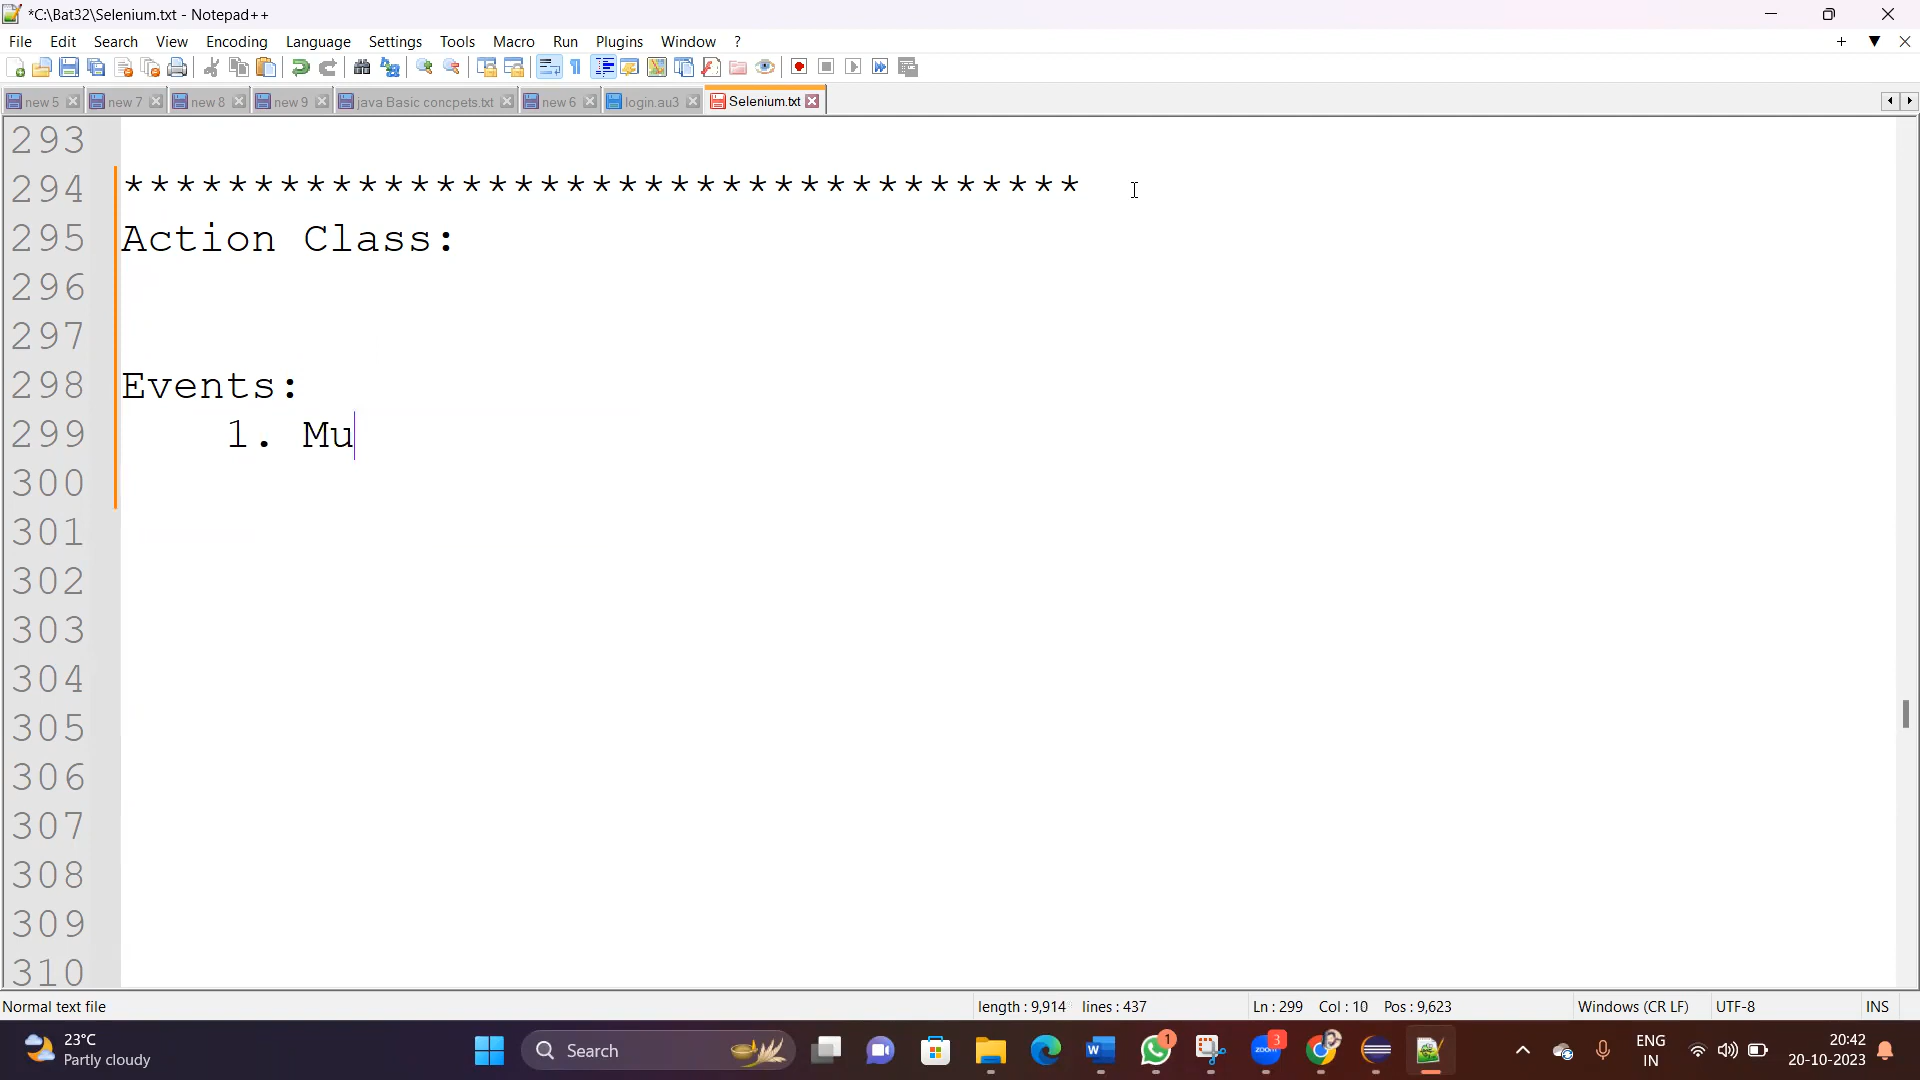 *C:\Bat32\Selenium.txt - Notepad++
File Edit Search View Encoding Language Settings Tools Macro Run Plugins Window ?
new 5 new 7 new 8 new 9 java Basic concpets.txt new 6 login.au3 Selenium.txt
293
294 *************************************
295 Action Class:
296
297
298 Events:
299 1. Mu
300
301
302
303
304
305
306
307
308
309
310
Normal text file length : 9,914 lines : 437 Ln : 299 Col : 10 Pos : 9,623 Windows (CR LF) UTF-8 INS
23°C
Partly cloudy
Search
1
zoom
3
ENG
IN
20:42
20-10-2023